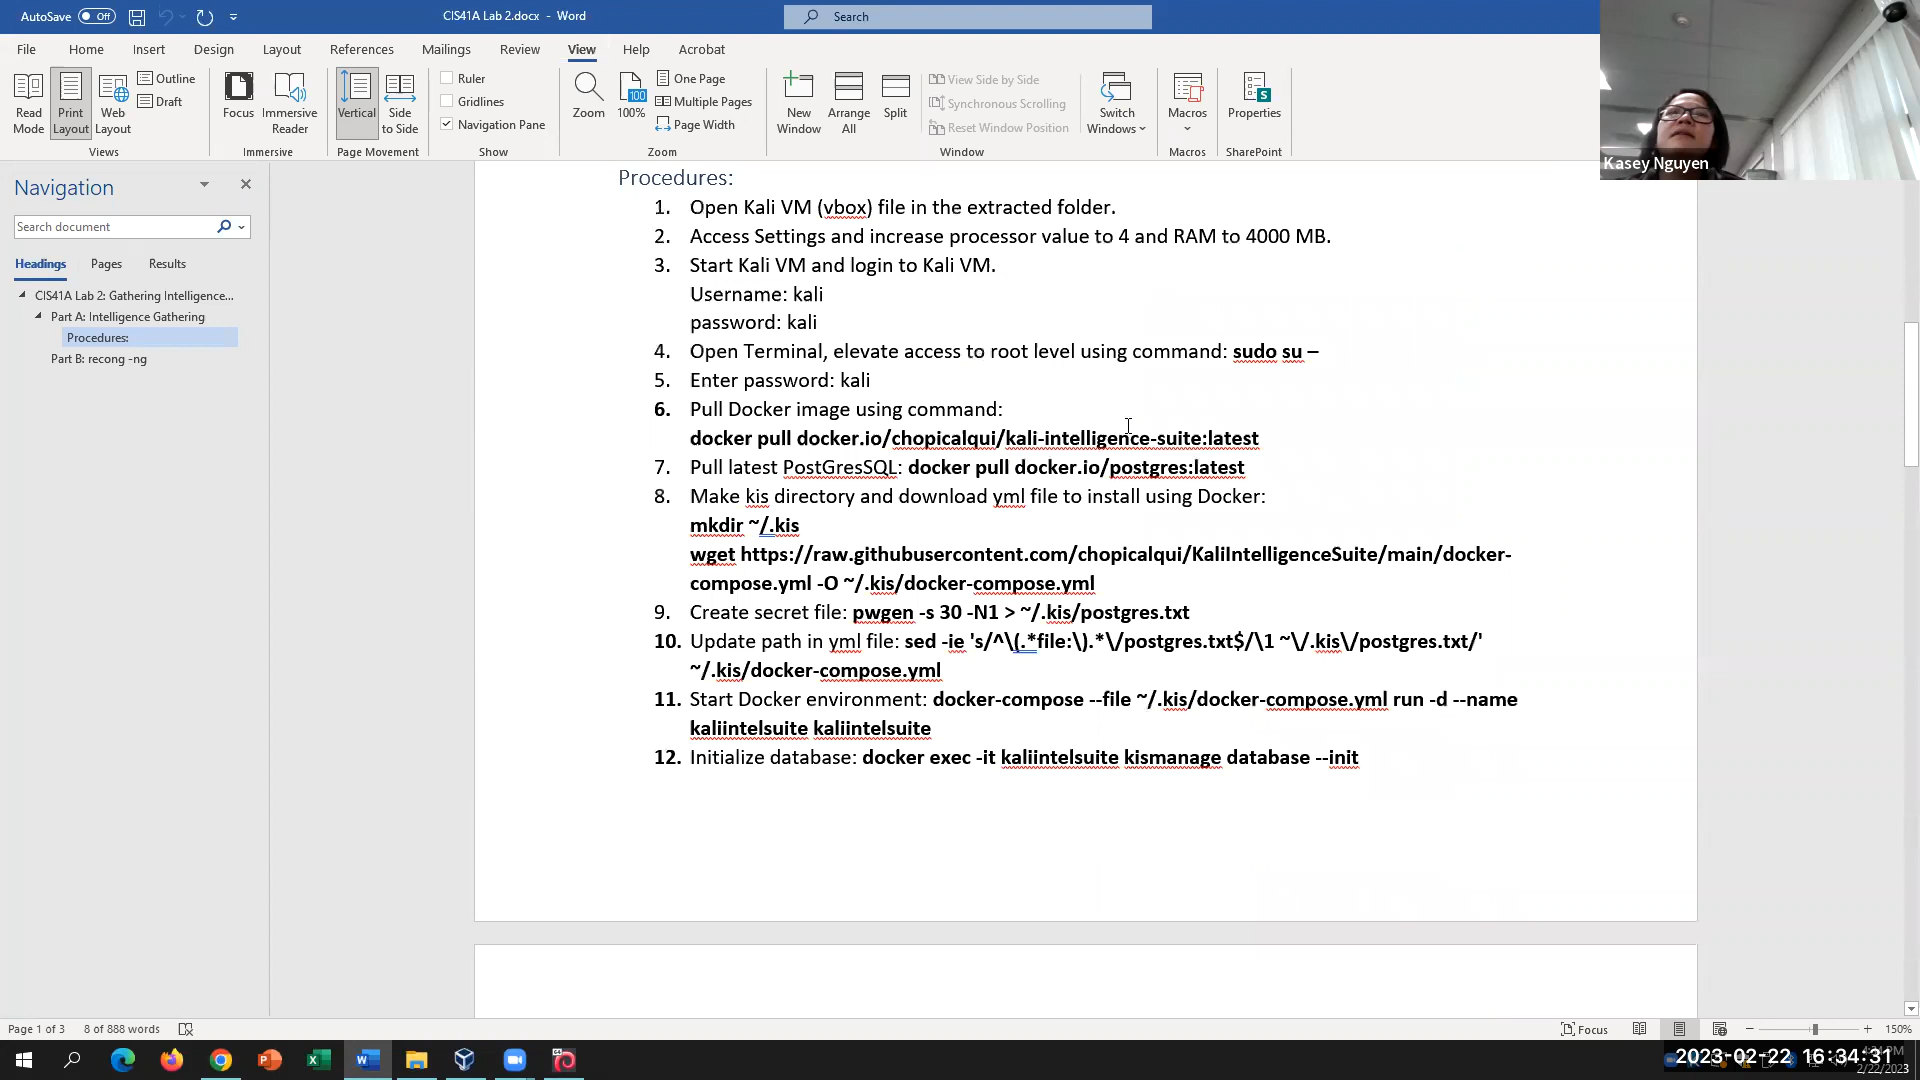 AutoSave Off
CIS41A Lab 2.docx - Word
Search
File Home Insert Design Layout References Mailings Review View Help Acrobat
Read Mode
Print Layout
Web Layout
Outline
Draft
Views
Focus
Immersive Reader
Immersive
Vertical
Side to Side
Page Movement
Ruler
Gridlines
Navigation Pane
Show
Zoom
100
100%
One Page
Multiple Pages
Page Width
Zoom
New Window
Arrange All
Split
View Side by Side
Synchronous Scrolling
Reset Window Position
Window
Switch Windows
Macros
Macros
Properties
SharePoint
Kasey Nguyen
Navigation
Search document
Headings Pages Results
CIS41A Lab 2: Gathering Intelligence...
Part A: Intelligence Gathering
Procedures:
Part B: recong -ng
Procedures:
1. Open Kali VM (vbox) file in the extracted folder.
2. Access Settings and increase processor value to 4 and RAM to 4000 MB.
3. Start Kali VM and login to Kali VM.
Username: kali
password: kali
4. Open Terminal, elevate access to root level using command: sudo su –
5. Enter password: kali
6. Pull Docker image using command:
docker pull docker.io/chopicalqui/kali-intelligence-suite:latest
7. Pull latest PostGresSQL: docker pull docker.io/postgres:latest
8. Make kis directory and download yml file to install using Docker:
mkdir ~/.kis
wget https://raw.githubusercontent.com/chopicalqui/KaliIntelligenceSuite/main/docker-
compose.yml -O ~/.kis/docker-compose.yml
9. Create secret file: pwgen -s 30 -N1 > ~/.kis/postgres.txt
10. Update path in yml file: sed -ie 's/^\(.*file:\).*\/postgres.txt$/\1 ~\/.kis\/postgres.txt/'
~/.kis/docker-compose.yml
11. Start Docker environment: docker-compose --file ~/.kis/docker-compose.yml run -d --name
kaliintelsuite kaliintelsuite
12. Initialize database: docker exec -it kaliintelsuite kismanage database --init
Page 1 of 3 8 of 888 words
Focus
150%
2023-02-22 16:34:31
2/22/2023